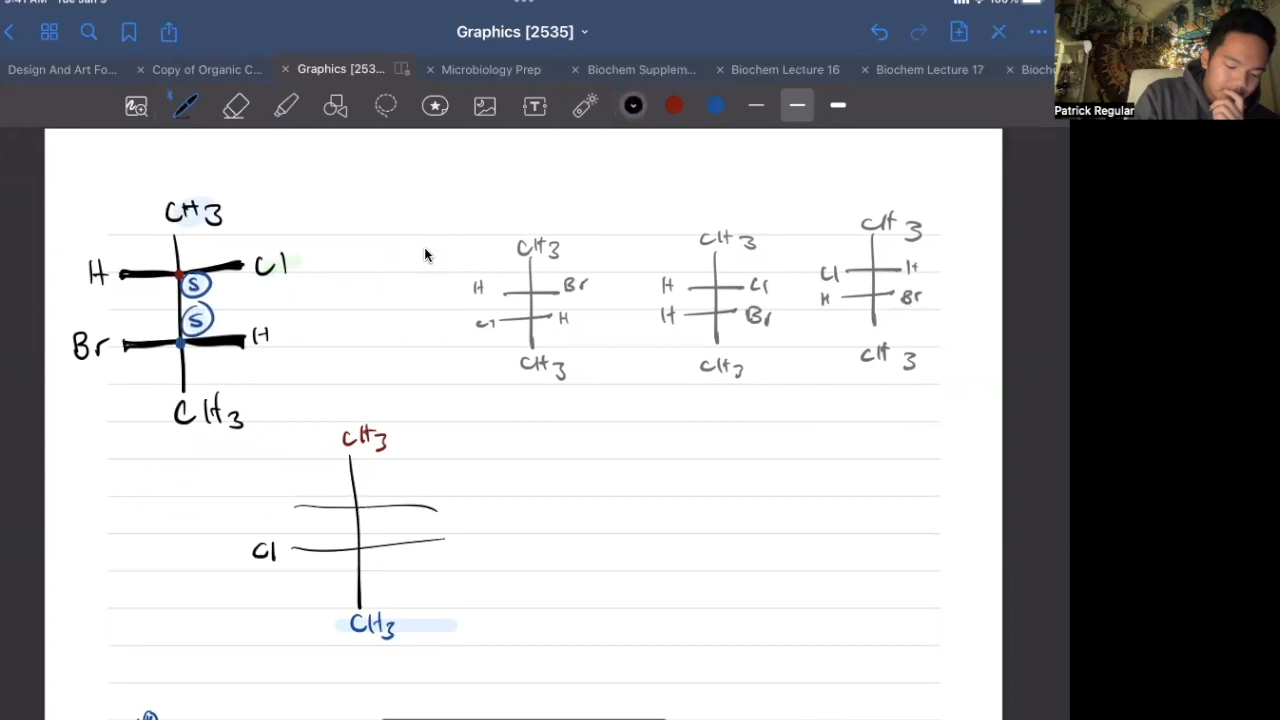 Graphics [2535]
Design And Art Fo...
Copy of Organic C...
Graphics [253...
Microbiology Prep
Biochem Supplem...
Biochem Lecture 16
Biochem Lecture 17
Patrick Regular
CH3
H Cl
S
S
Br H
CH3
CH3
H Br
Cl H
CH3
CH3
H Cl
H Br
CH3
CH3
Cl H
H Br
CH3
CH3
Cl
CH3